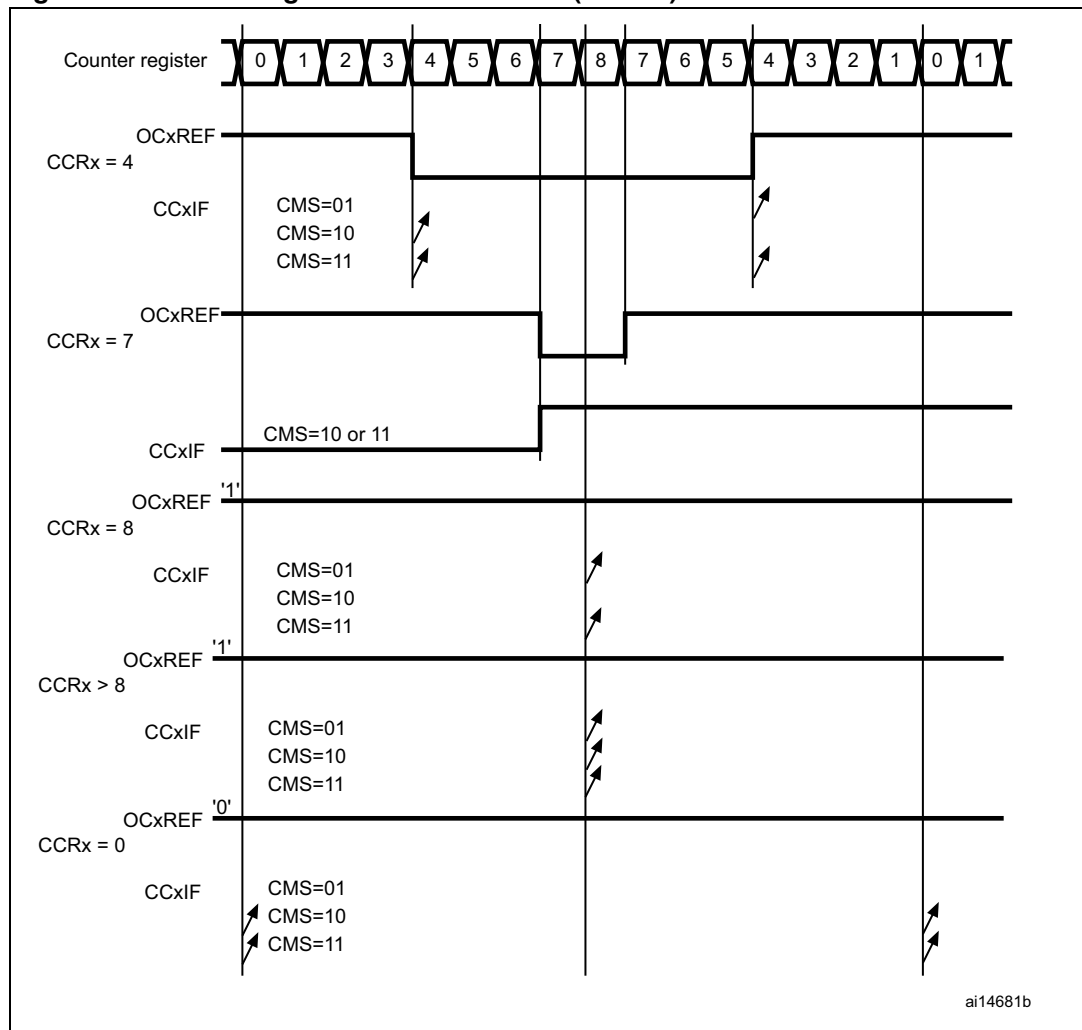 Counter register 0 1 2 3 4 5 6 7 8 7 6 5 4 3 2 1 0 1
OCxREF
CCRx = 4
CCxIF CMS=01
CMS=10
CMS=11
OCxREF
CCRx = 7
CMS=10 or 11
CCxIF
'1'
OCxREF
CCRx = 8
CCxIF CMS=01
CMS=10
CMS=11
'1'
OCxREF
CCRx > 8
CCxIF CMS=01
CMS=10
CMS=11
'0'
OCxREF
CCRx = 0
CCxIF CMS=01
CMS=10
CMS=11
ai14681b